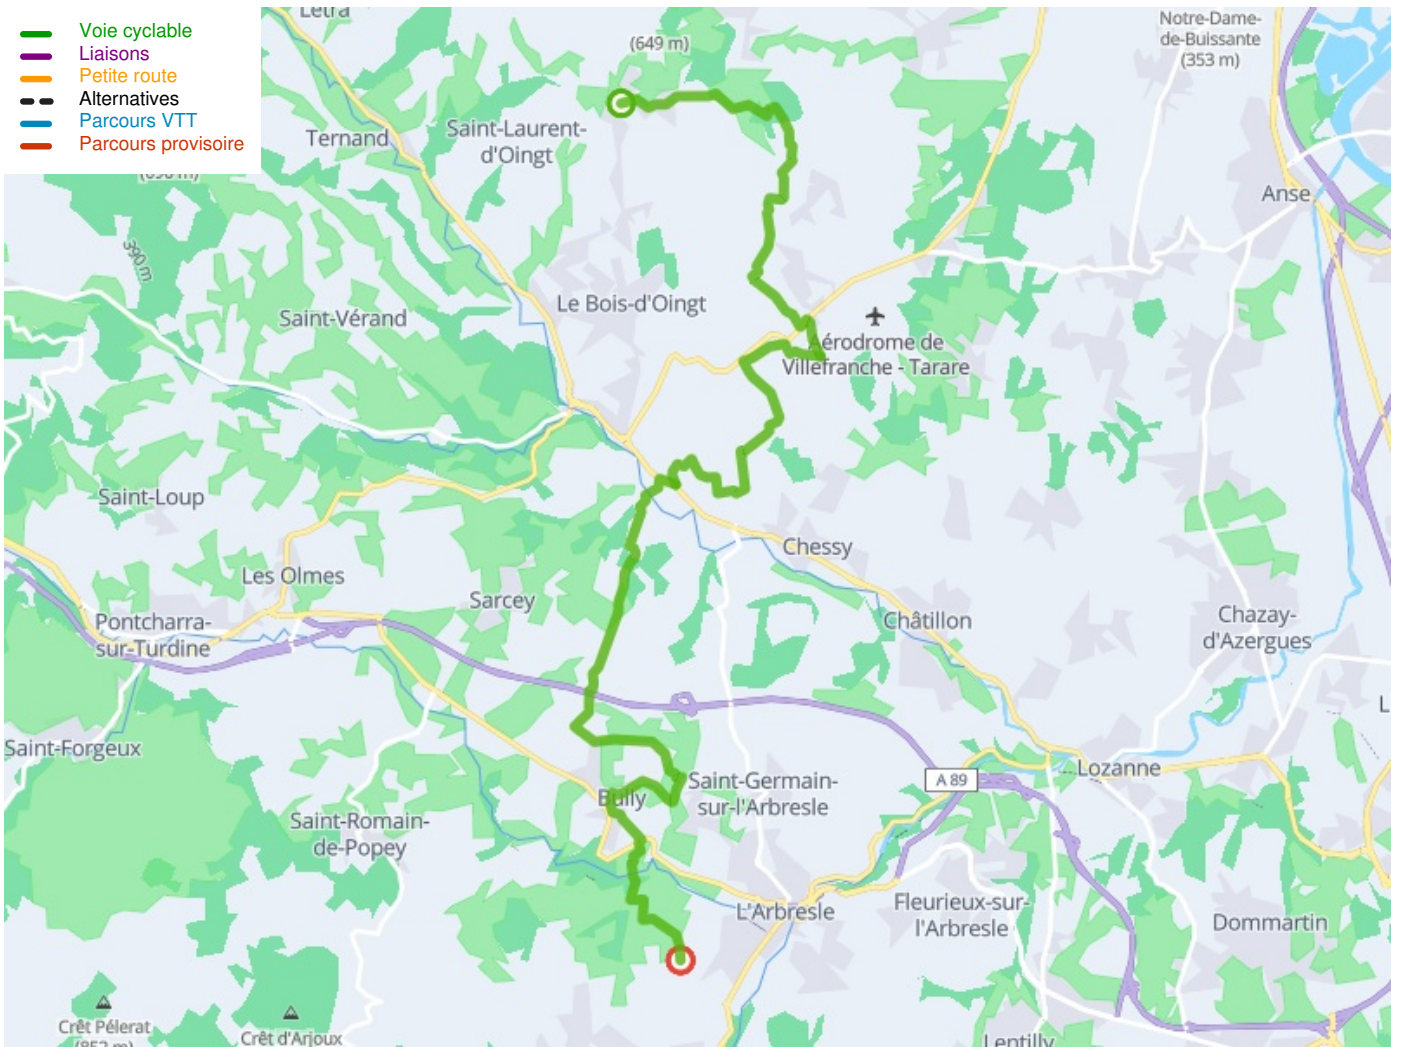 Voie cyclable
Liaisons
Petite route
Alternatives
Parcours VTT
Parcours provisoire
Létra
(649 m)
Notre-Dame-
de-Buissante
(353 m)
Ternand
Saint-Laurent-
d'Oingt
Anse
390 m
Le Bois-d'Oingt
Saint-Vérand
Aérodrome de
Villefranche - Tarare
Saint-Loup
Chessy
Les Olmes
Sarcey
Pontcharra-
sur-Turdine
Châtillon
Chazay-
d'Azergues
L
Saint-Forgeux
Saint-Germain-
sur-l'Arbresle
A 89
Lozanne
Bully
Saint-Romain-
de-Popey
L'Arbresle
Fleurieux-sur-
l'Arbresle
Dommartin
Crêt Pélerat
(852 m)
Crêt d'Arjoux
Lentilly